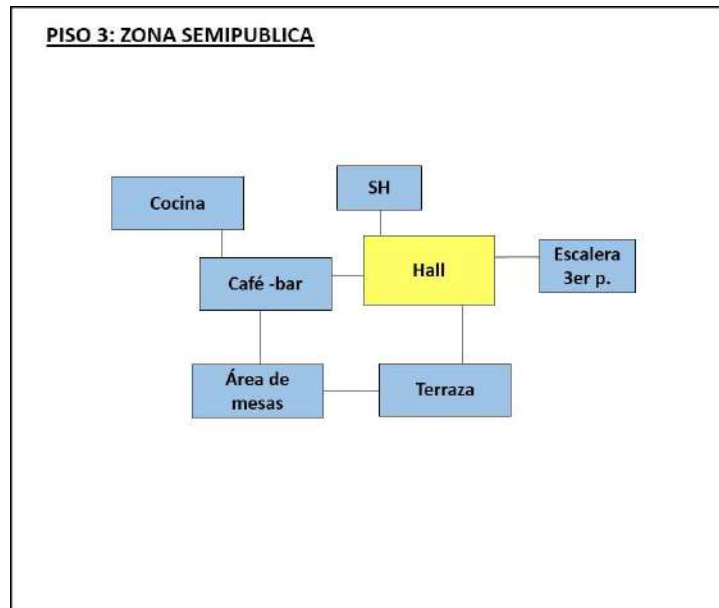 PISO 3: ZONA SEMIPUBLICA
SH
Cocina
Hall
Escalera
3er p.
Café -bar
Área de
mesas
Terraza